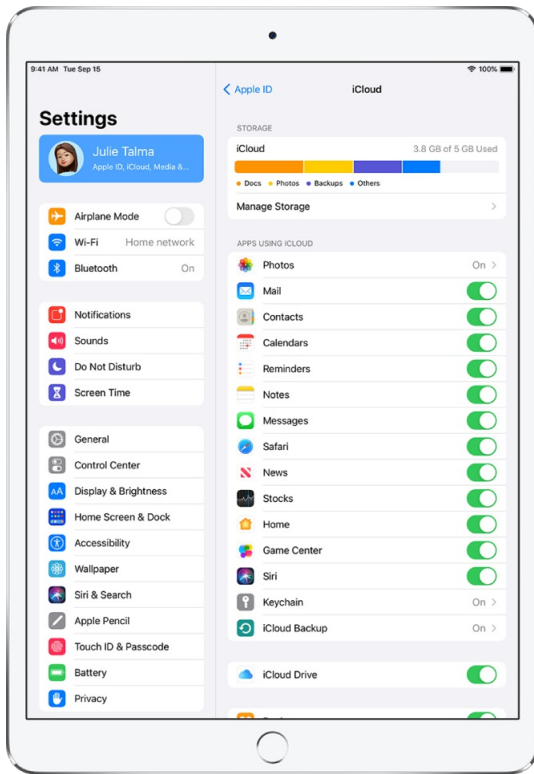 9:41 AM Tue Sep 15
100%
Settings
Julie Talma
Apple ID, iCloud, Media &...
Airplane Mode
Wi-Fi Home network
Bluetooth On
Notifications
Sounds
Do Not Disturb
Screen Time
General
Control Center
AA Display & Brightness
Home Screen & Dock
Accessibility
Wallpaper
Siri & Search
Apple Pencil
Touch ID & Passcode
Battery
Privacy
Apple ID
iCloud
STORAGE
iCloud 3.8 GB of 5 GB Used
Docs Photos Backups Others
Manage Storage
APPS USING ICLOUD
Photos On
Mail
Contacts
Calendars
Reminders
Notes
Messages
Safari
News
Stocks
Home
Game Center
Siri
Keychain On
iCloud Backup On
iCloud Drive